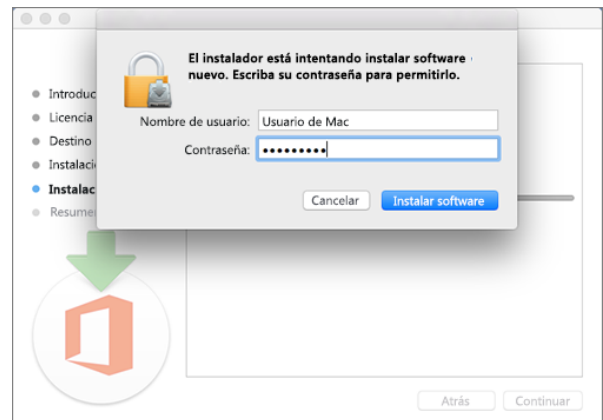 El instalador está intentando instalar software
nuevo. Escriba su contraseña para permitirlo.
Nombre de usuario: Usuario de Mac
Contraseña: •••••••••
Cancelar Instalar software
Introduc
Licencia
Destino
Instalaci
Instalac
Resume
Atrás Continuar